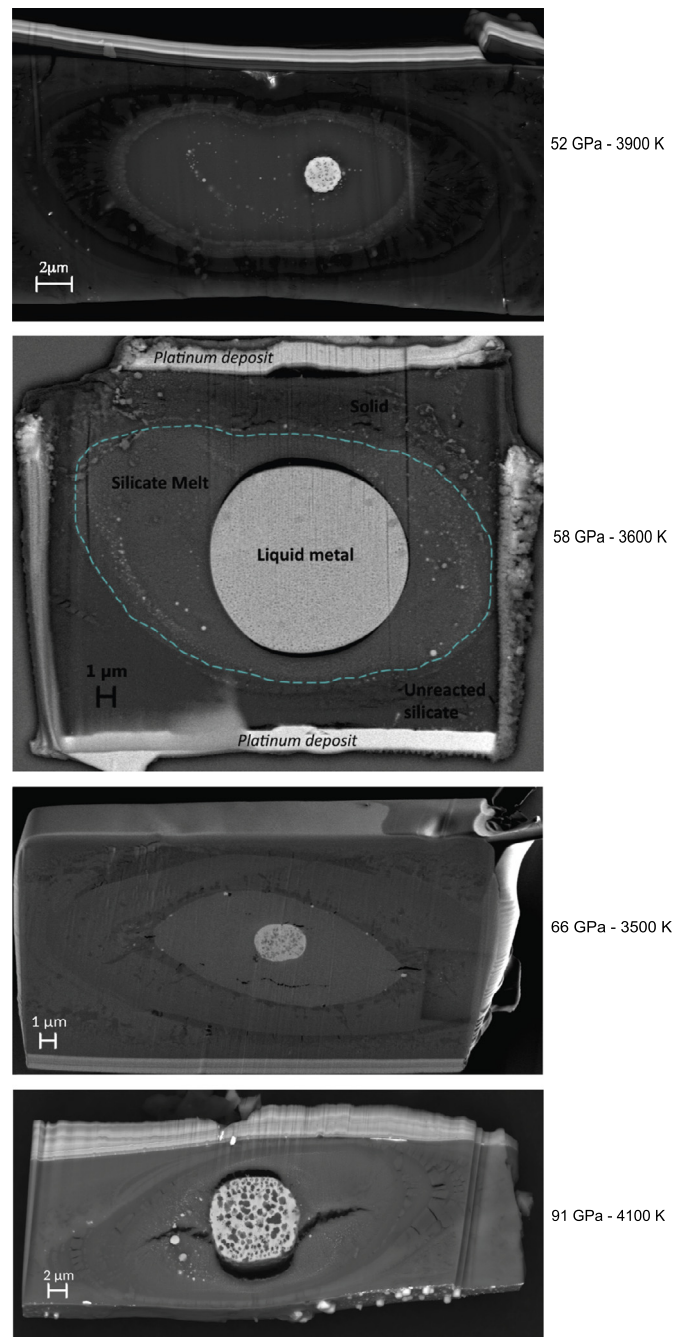 52 GPa - 3900 K
2μm
Platinum deposit
Solid
Silicate Melt
Liquid metal
58 GPa - 3600 K
1 μm
Unreacted
silicate
Platinum deposit
66 GPa - 3500 K
1 μm
91 GPa - 4100 K
2 μm